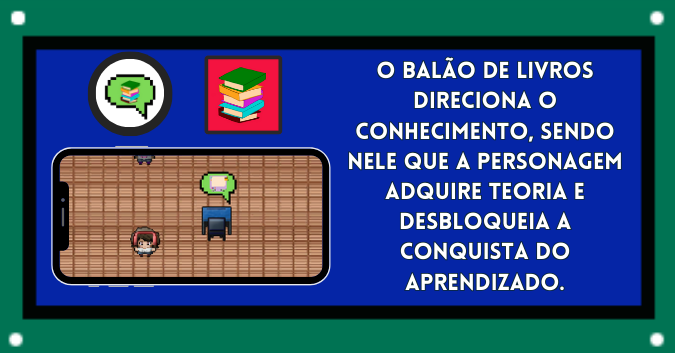 O BALÃO DE LIVROS
DIRECIONA O
CONHECIMENTO, SENDO
NELE QUE A PERSONAGEM
ADQUIRE TEORIA E
DESBLOQUEIA A
CONQUISTA DO
APRENDIZADO.